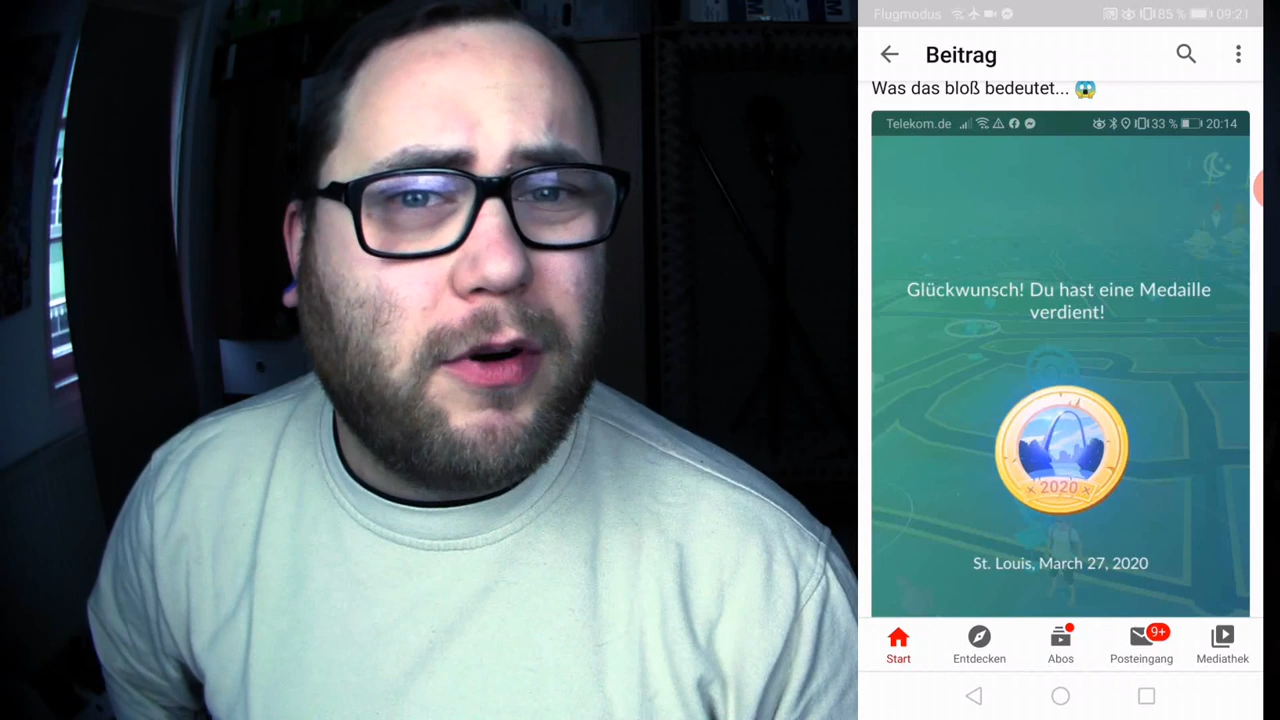 Flugmodus 85 % 09:21
Beitrag
Was das bloß bedeutet... 😱
Telekom.de 33 % 20:14
Glückwunsch! Du hast eine Medaille
verdient!
2020
St. Louis, March 27, 2020
9+
Start Entdecken Abos Posteingang Mediathek